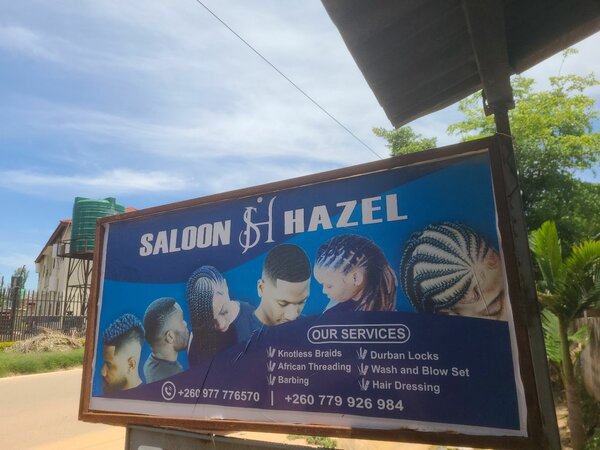 SALOON SH HAZEL
OUR SERVICES
Knotless Braids
African Threading
Barbing
Durban Locks
Wash and Blow Set
Hair Dressing
+260 977 776570 | +260 779 926 984